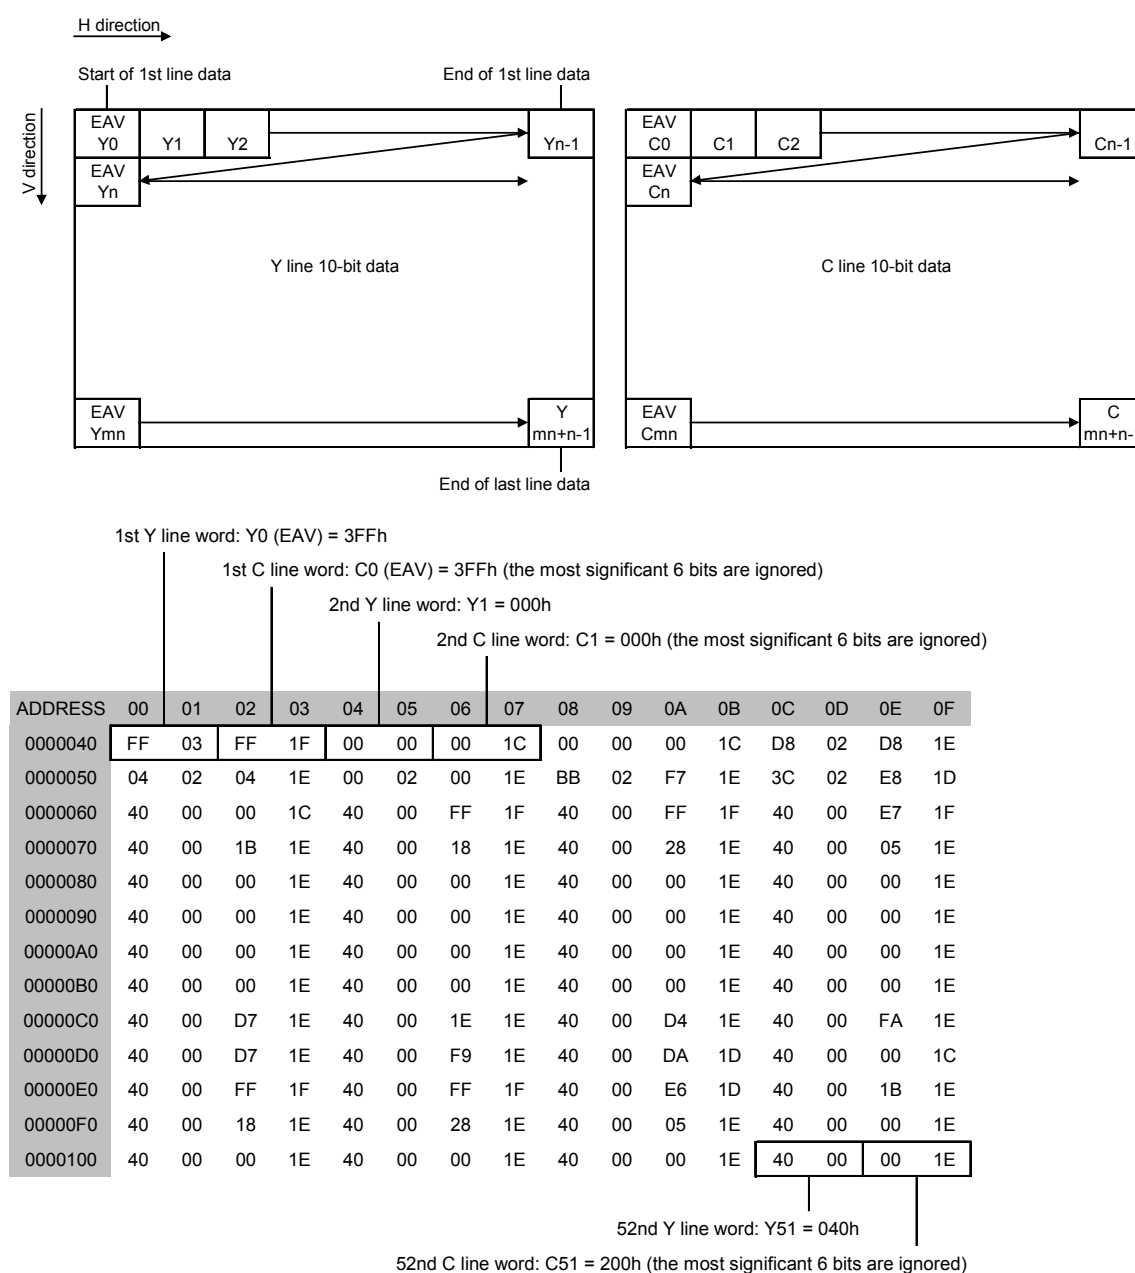 H direction
Start of 1st line data
End of 1st line data
V direction
EAV
Y0
Y1
Y2
Yn-1
EAV
Yn
Y line 10-bit data
EAV
Ymn
Y
mn+n-1
End of last line data
EAV
C0
C1
C2
Cn-1
EAV
Cn
C line 10-bit data
EAV
Cmn
C
mn+n-
1st Y line word: Y0 (EAV) = 3FFh
1st C line word: C0 (EAV) = 3FFh (the most significant 6 bits are ignored)
2nd Y line word: Y1 = 000h
2nd C line word: C1 = 000h (the most significant 6 bits are ignored)
ADDRESS 00 01 02 03 04 05 06 07 08 09 0A 0B 0C 0D 0E 0F
0000040 FF 03 FF 1F 00 00 00 1C 00 00 00 1C D8 02 D8 1E
0000050 04 02 04 1E 00 02 00 1E BB 02 F7 1E 3C 02 E8 1D
0000060 40 00 00 1C 40 00 FF 1F 40 00 FF 1F 40 00 E7 1F
0000070 40 00 1B 1E 40 00 18 1E 40 00 28 1E 40 00 05 1E
0000080 40 00 00 1E 40 00 00 1E 40 00 00 1E 40 00 00 1E
0000090 40 00 00 1E 40 00 00 1E 40 00 00 1E 40 00 00 1E
00000A0 40 00 00 1E 40 00 00 1E 40 00 00 1E 40 00 00 1E
00000B0 40 00 00 1E 40 00 00 1E 40 00 00 1E 40 00 00 1E
00000C0 40 00 D7 1E 40 00 1E 1E 40 00 D4 1E 40 00 FA 1E
00000D0 40 00 D7 1E 40 00 F9 1E 40 00 DA 1D 40 00 00 1C
00000E0 40 00 FF 1F 40 00 FF 1F 40 00 E6 1D 40 00 1B 1E
00000F0 40 00 18 1E 40 00 28 1E 40 00 05 1E 40 00 00 1E
0000100 40 00 00 1E 40 00 00 1E 40 00 00 1E 40 00 00 1E
52nd Y line word: Y51 = 040h
52nd C line word: C51 = 200h (the most significant 6 bits are ignored)